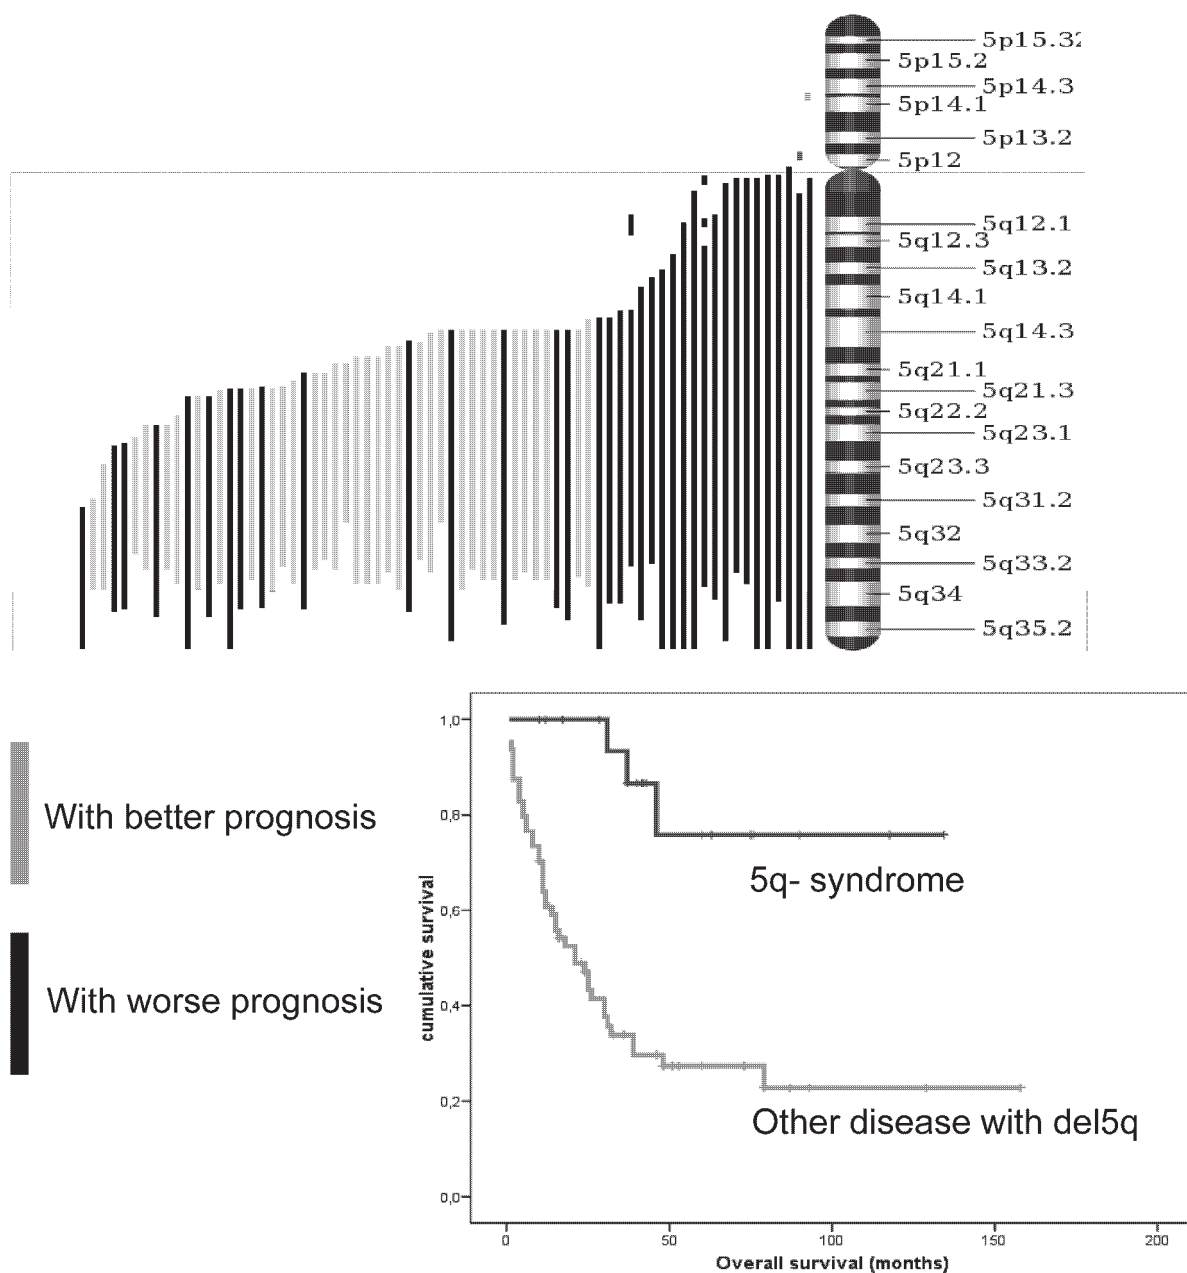 5p15.32
5p15.2
5p14.3
5p14.1
5p13.2
5p12
5q12.1
5q12.3
5q13.2
5q14.1
5q14.3
5q21.1
5q21.3
5q22.2
5q23.1
5q23.3
5q31.2
5q32
5q33.2
5q34
5q35.2
With better prognosis
With worse prognosis
cumulative survival
1,0
0,8
0,6
0,4
0,2
0,0
5q- syndrome
Other disease with del5q
0 50 100 150 200
Overall survival (months)